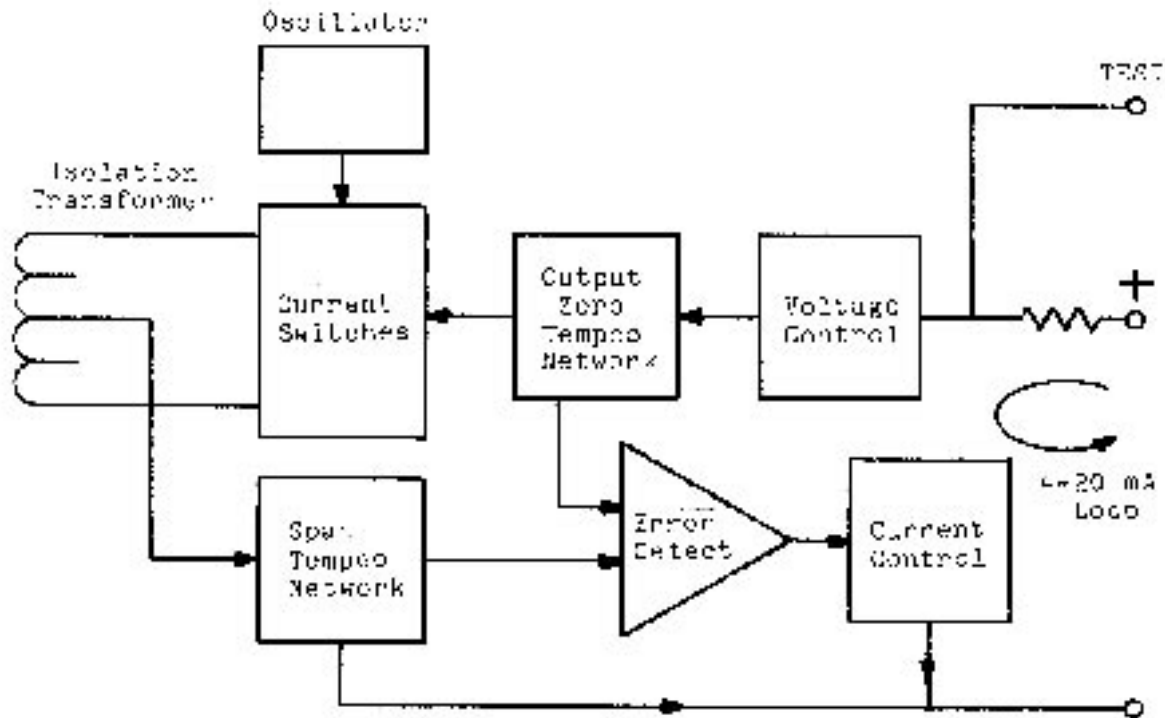 Oscillator
TEST
Isolation
Transformer
Current
Switches
Output
Zero
Tempco
Network
Voltage
Control
+
4-20 mA
Loop
Span
Tempco
Network
Error
Detect
Current
Control